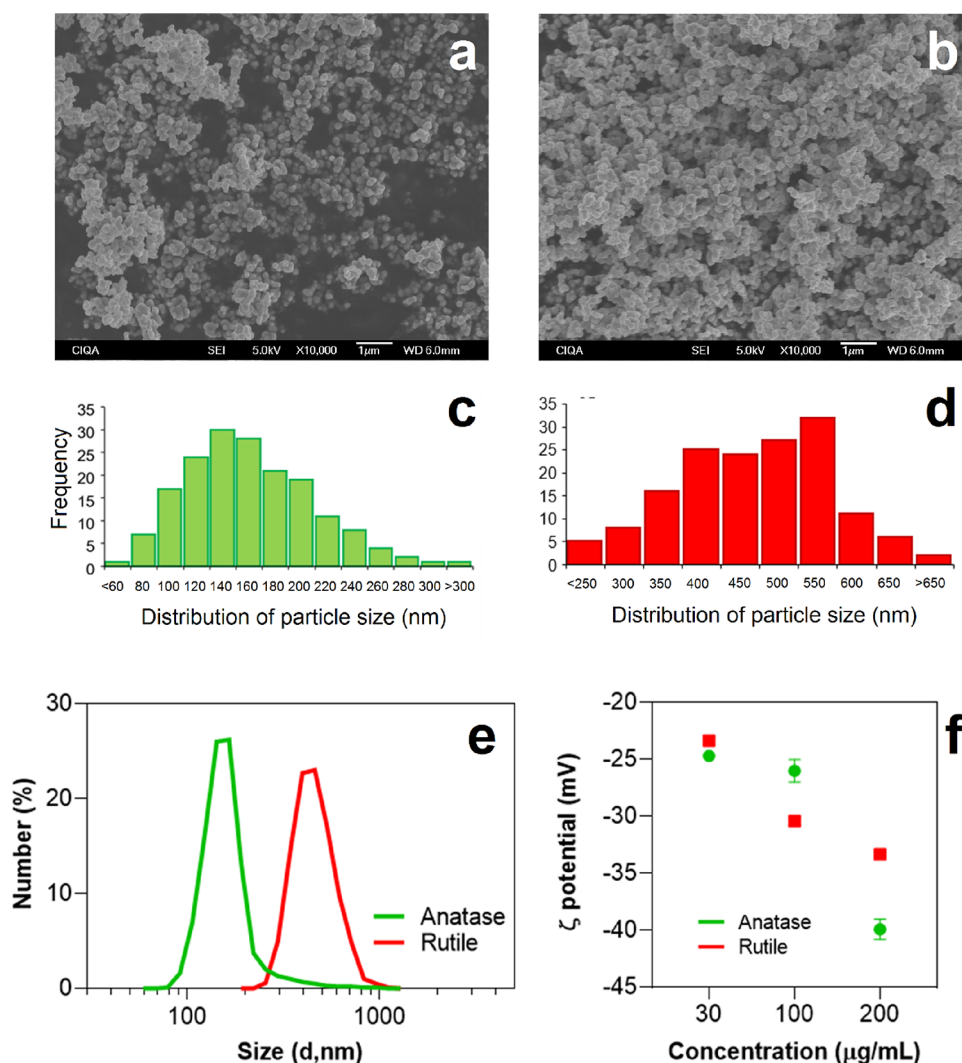 a
b
CIQA SEI 5.0kV X10,000 1μm WD 6.0mm
CIQA SEI 5.0kV X10,000 1μm WD 6.0mm
c
35
30
25
20
15
10
5
0
Frequency
<60 80 100 120 140 160 180 200 220 240 260 280 300 >300
Distribution of particle size (nm)
d
35
30
25
20
15
10
5
0
<250 300 350 400 450 500 550 600 650 >650
Distribution of particle size (nm)
e
30
20
10
0
Number (%)
Anatase
Rutile
100 1000
Size (d,nm)
f
-20
-25
-30
-35
-40
-45
ζ potential (mV)
Anatase
Rutile
30 100 200
Concentration (μg/mL)